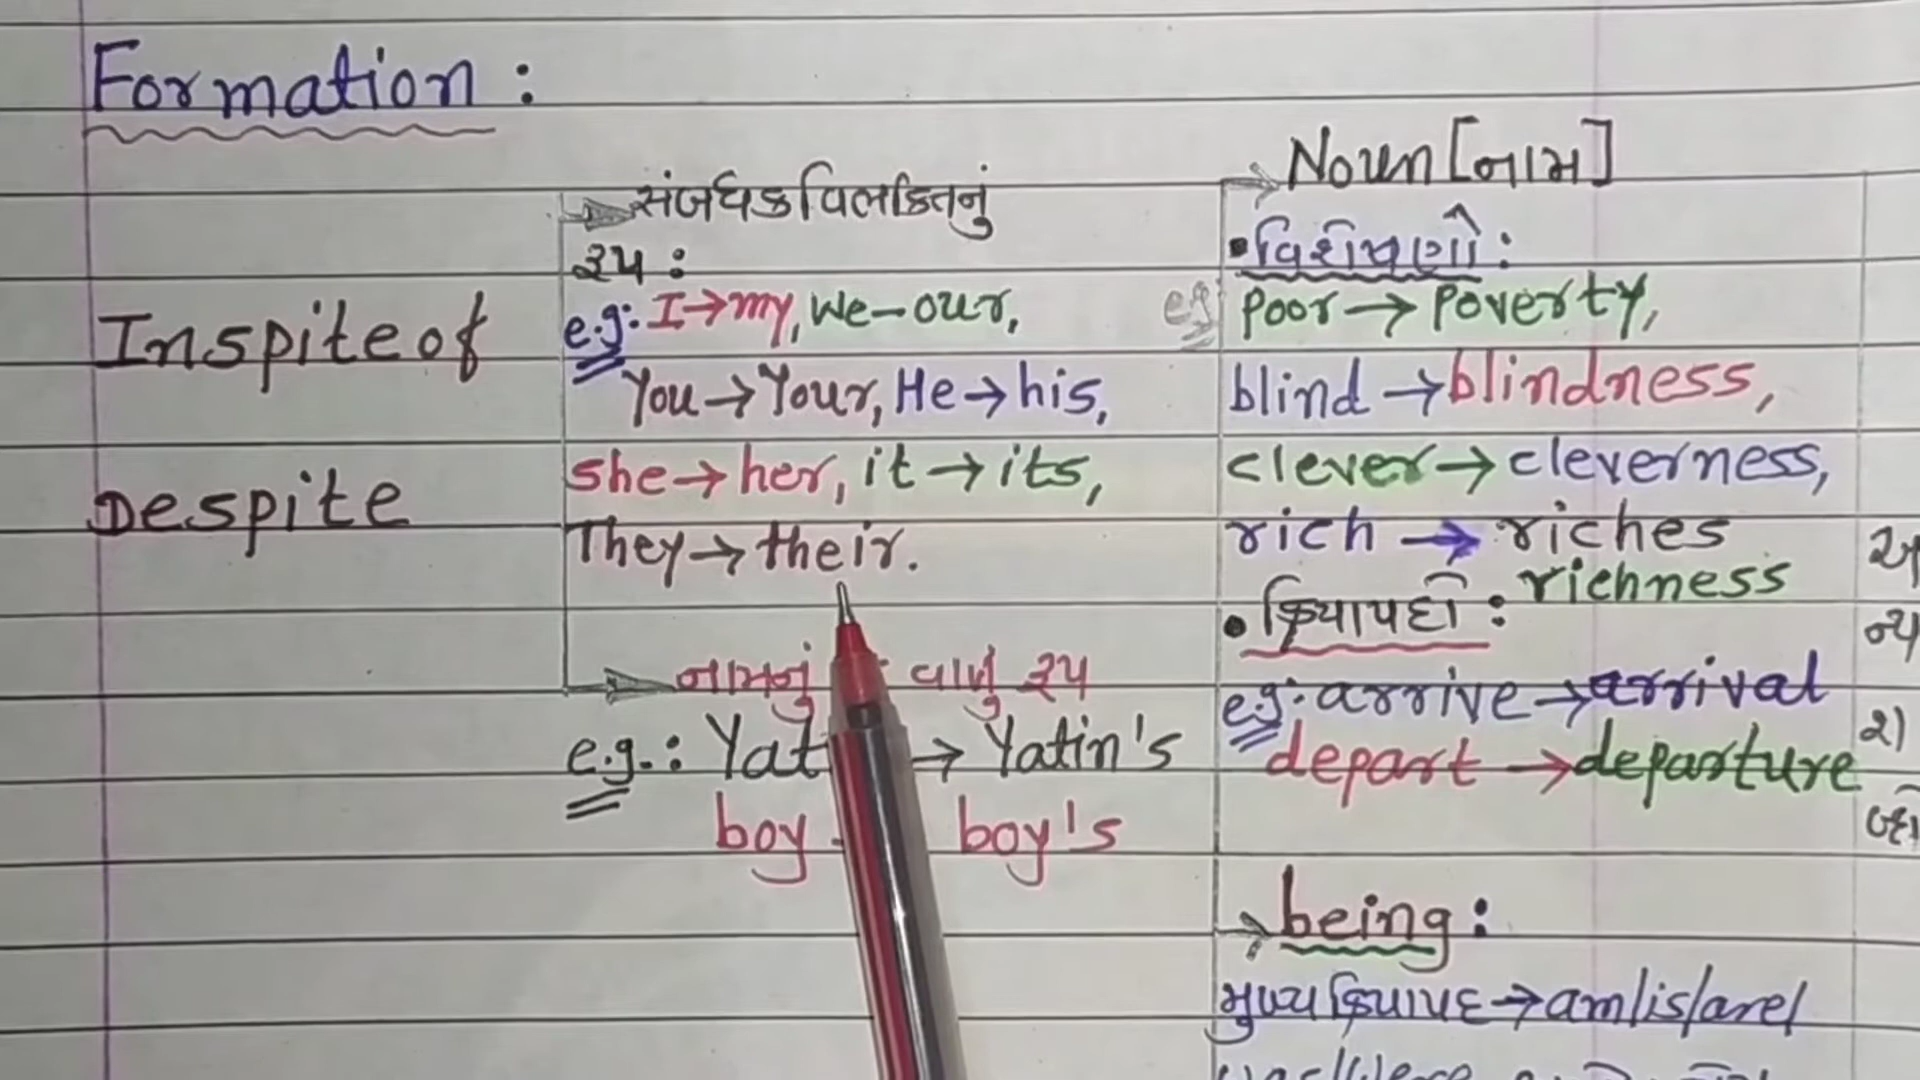 Formation :
Inspite of
Despite
સંબંધક વિભક્તિનું
રૂપ :
e.g: I→my, We-our,
You→Your, He→his,
she→her, it→its,
They→their.
નામનું વાળું રૂપ
e.g.: → Yatin's
boy boy's
Noun [નામ]
• વિશેષણો :
eg poor→poverty,
blind→blindness,
clever→cleverness,
rich→riches
richness
• ક્રિયાપદો :
e.g: arrive→arrival
depart→departure
→being :
મુખ્ય ક્રિયાપદ→am/is/are/